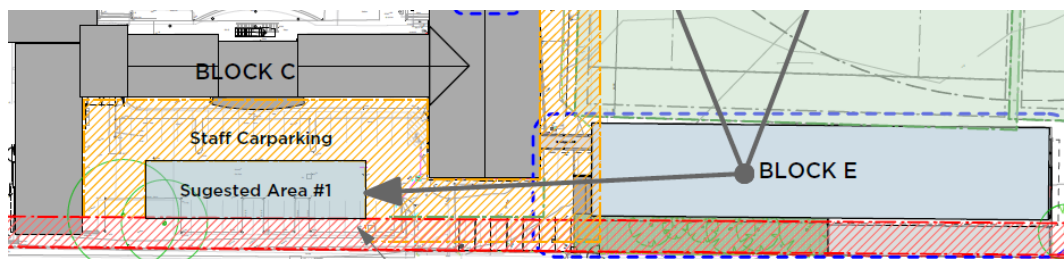 BLOCK C
Staff Carparking
Sugested Area #1
BLOCK E